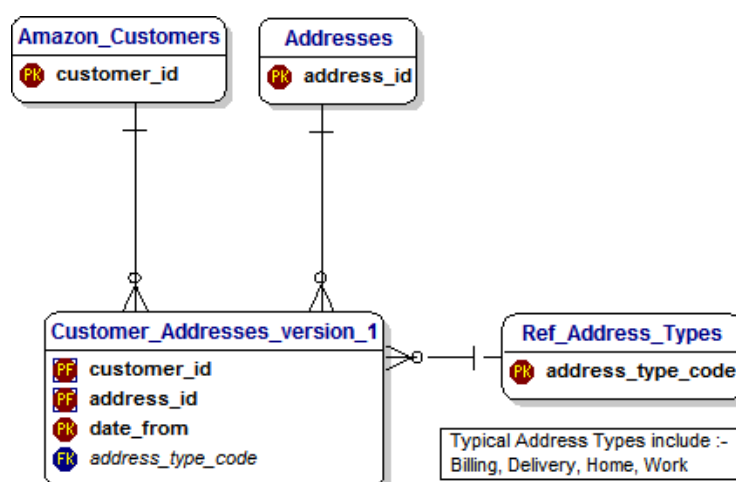 Amazon_Customers
PK customer_id
Addresses
PK address_id
Customer_Addresses_version_1
PF customer_id
PF address_id
PK date_from
FK address_type_code
Ref_Address_Types
PK address_type_code
Typical Address Types include :-
Billing, Delivery, Home, Work